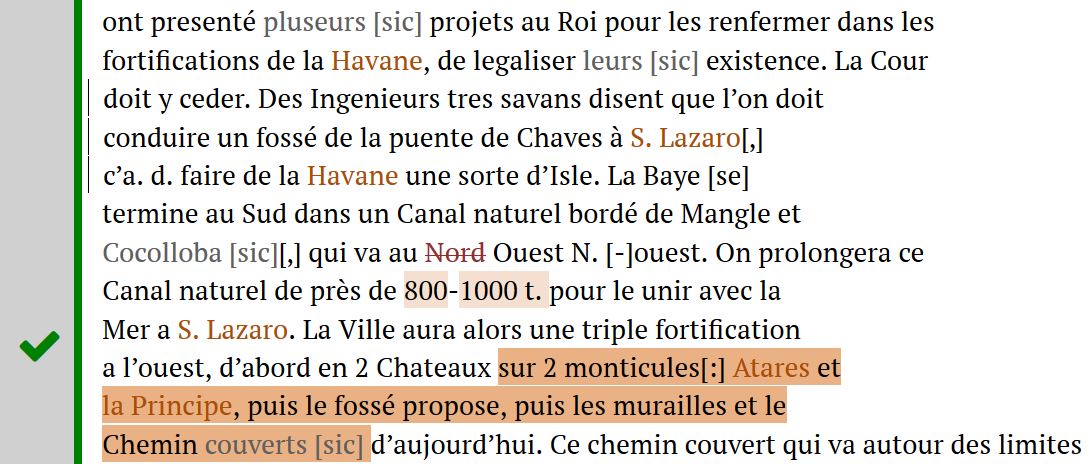 ont presenté pluseurs [sic] projets au Roi pour les renfermer dans les
fortifications de la Havane, de legaliser leurs [sic] existence. La Cour
doit y ceder. Des Ingenieurs tres savans disent que l’on doit
conduire un fossé de la puente de Chaves à S. Lazaro[,]
c’a. d. faire de la Havane une sorte d’Isle. La Baye [se]
termine au Sud dans un Canal naturel bordé de Mangle et
Cocolloba [sic][,] qui va au Nord Ouest N. [-]ouest. On prolongera ce
Canal naturel de près de 800-1000 t. pour le unir avec la
Mer a S. Lazaro. La Ville aura alors une triple fortification
a l’ouest, d’abord en 2 Chateaux sur 2 monticules[:] Atares et
la Principe, puis le fossé propose, puis les murailles et le
Chemin couverts [sic] d’aujourd’hui. Ce chemin couvert qui va autour des limites